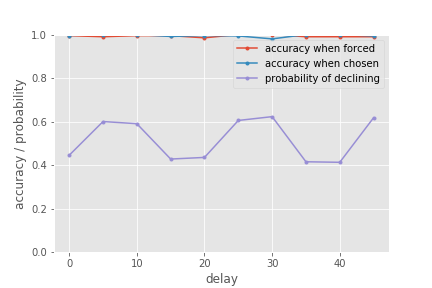 1.0
0.8
0.6
0.4
0.2
0.0
accuracy / probability
accuracy when forced
accuracy when chosen
probability of declining
0 10 20 30 40
delay